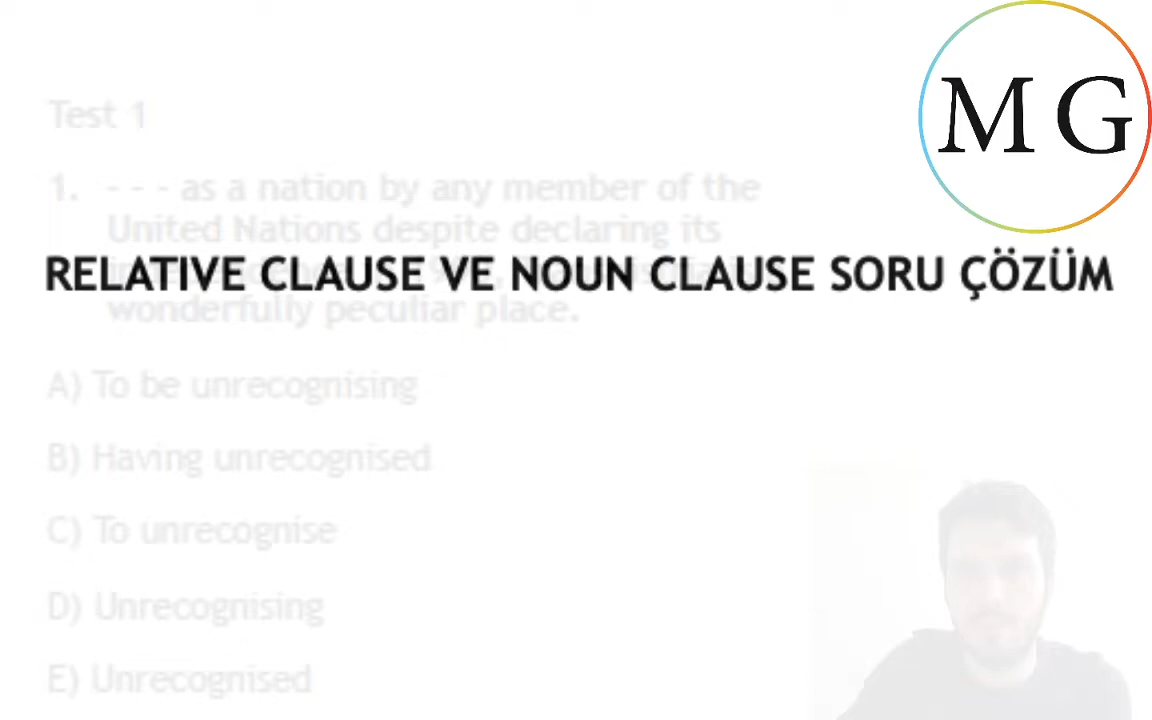 M G
Test 1
1. - - - as a nation by any member of the
United Nations despite declaring its
RELATIVE CLAUSE VE NOUN CLAUSE SORU ÇÖZÜM
wonderfully peculiar place.
A) To be unrecognising
B) Having unrecognised
C) To unrecognise
D) Unrecognising
E) Unrecognised